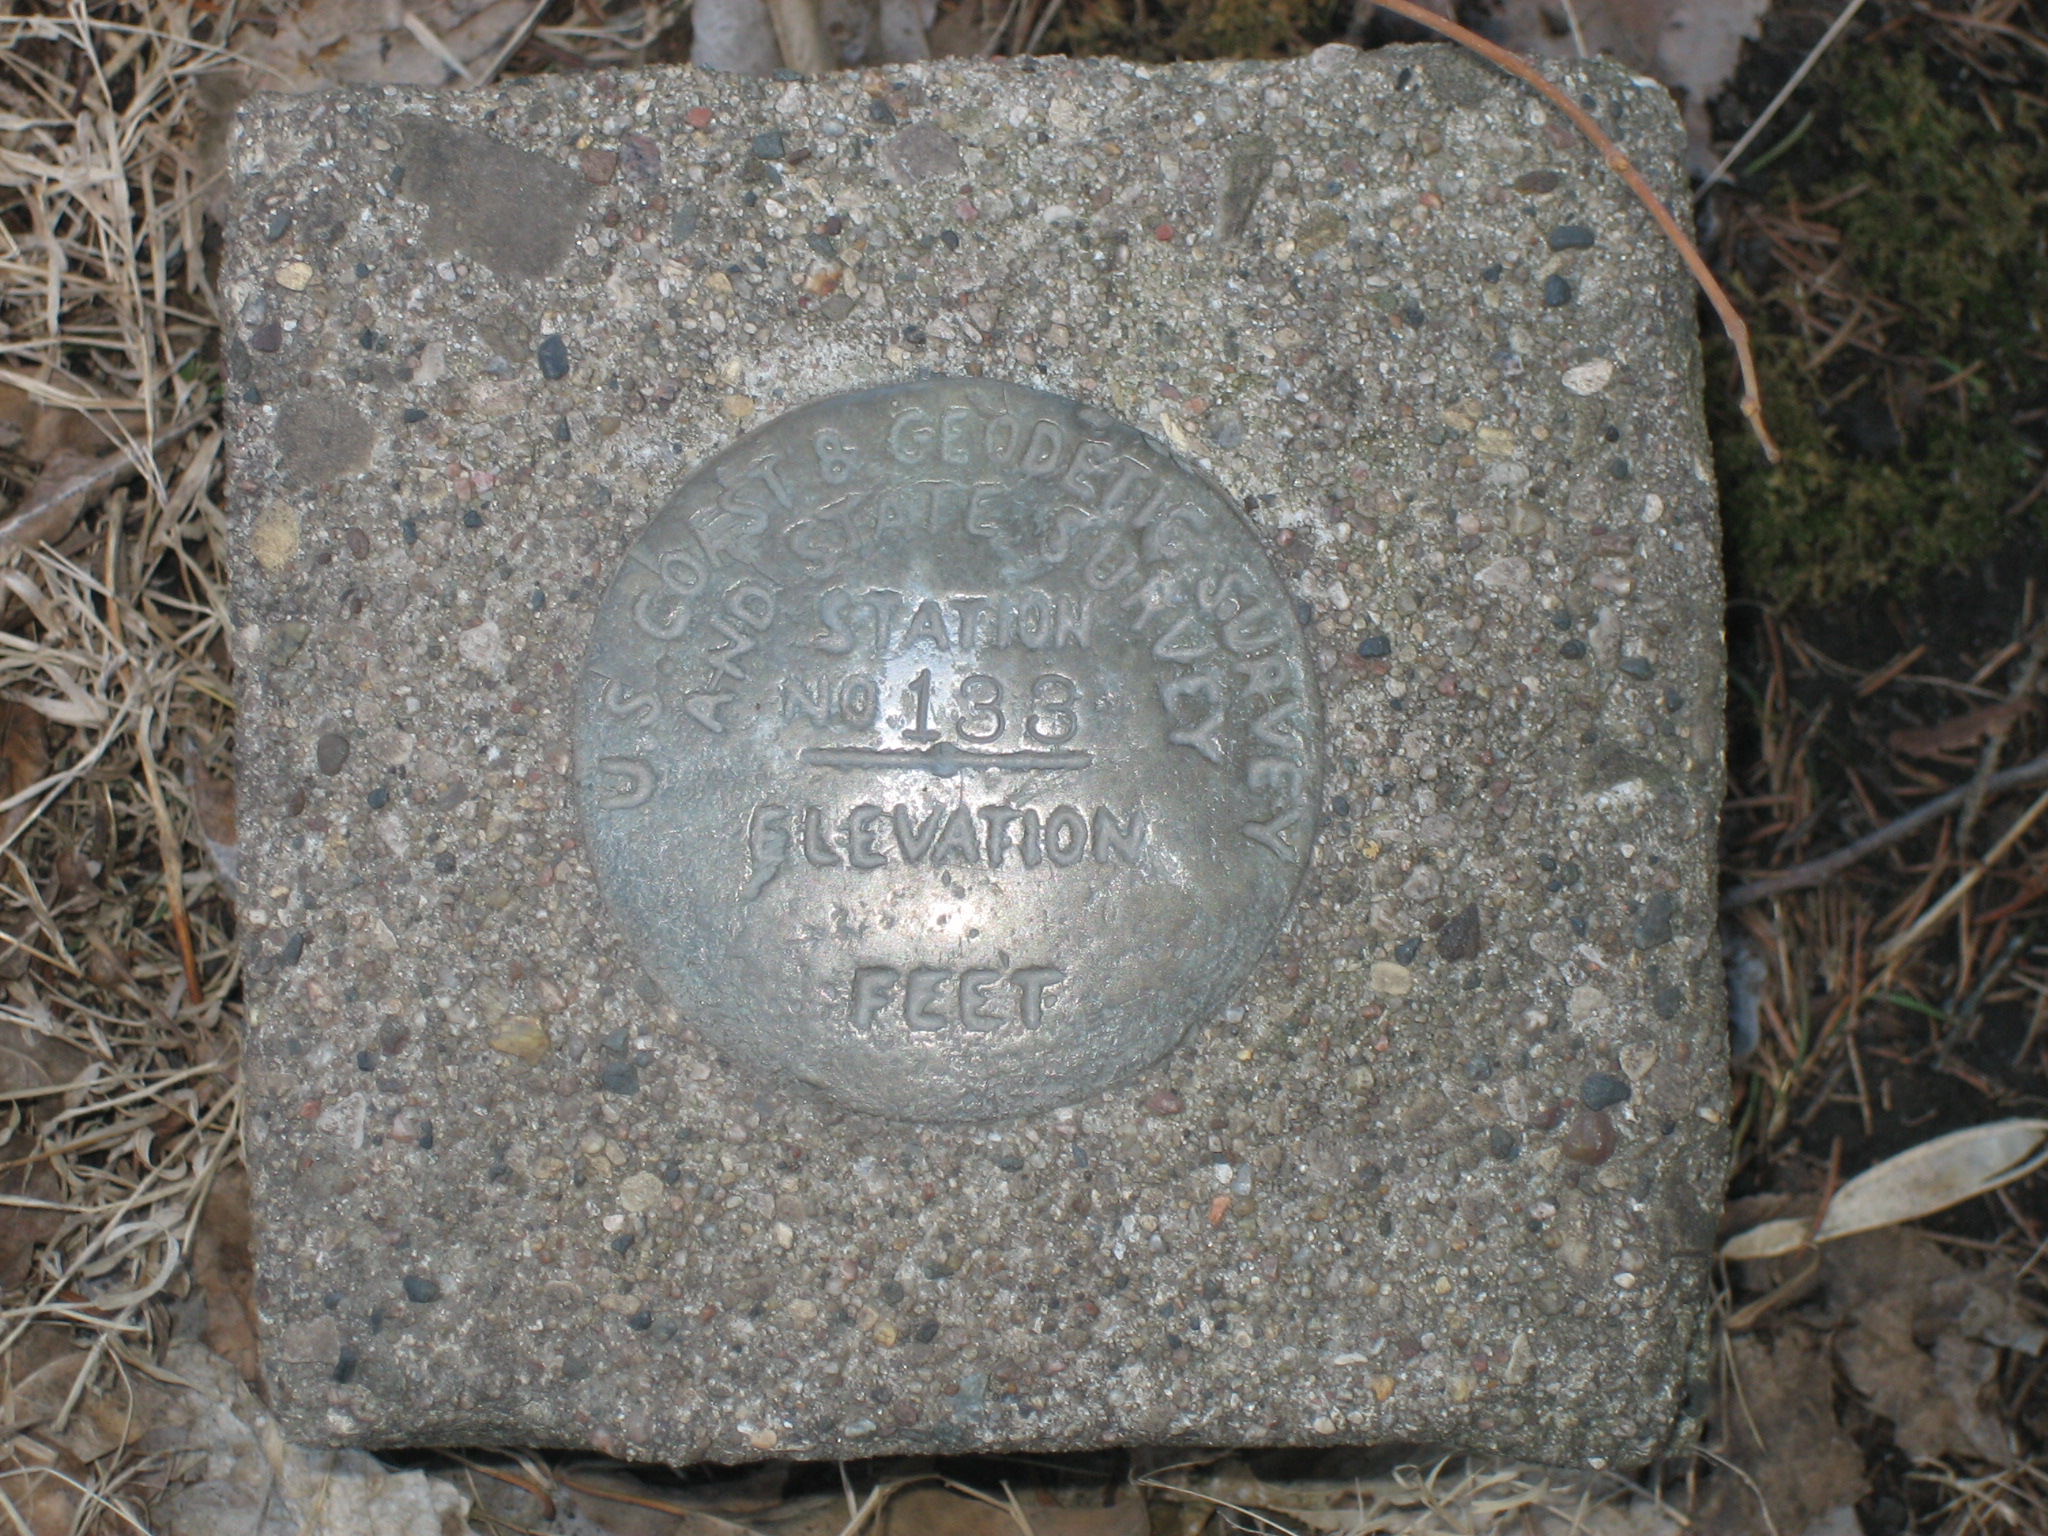 U.S. COAST & GEODETIC SURVEY
AND STATE SURVEY
STATION
NO. 133
ELEVATION
FEET